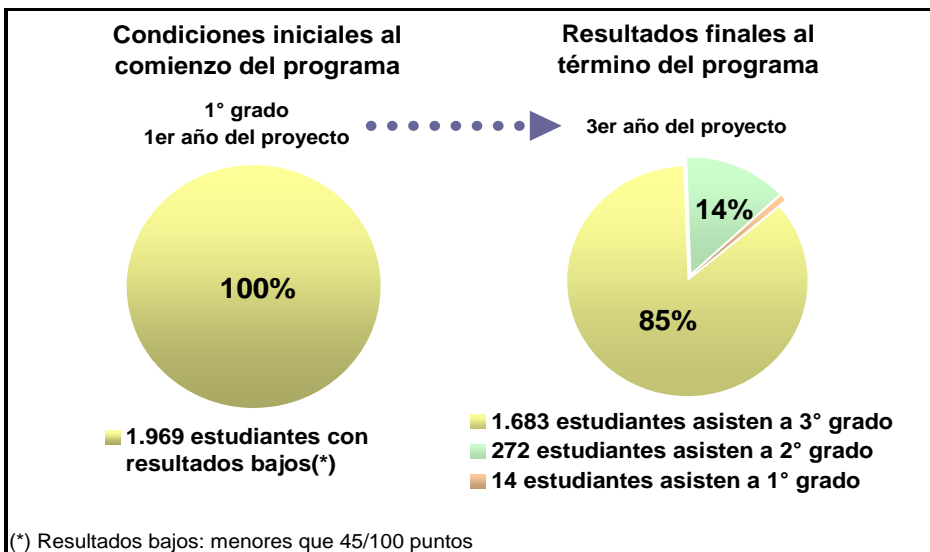 Condiciones iniciales al
comienzo del programa
1° grado
1er año del proyecto
100%
1.969 estudiantes con
resultados bajos(*)
Resultados finales al
término del programa
3er año del proyecto
14%
85%
1.683 estudiantes asisten a 3° grado
272 estudiantes asisten a 2° grado
14 estudiantes asisten a 1° grado
(*) Resultados bajos: menores que 45/100 puntos